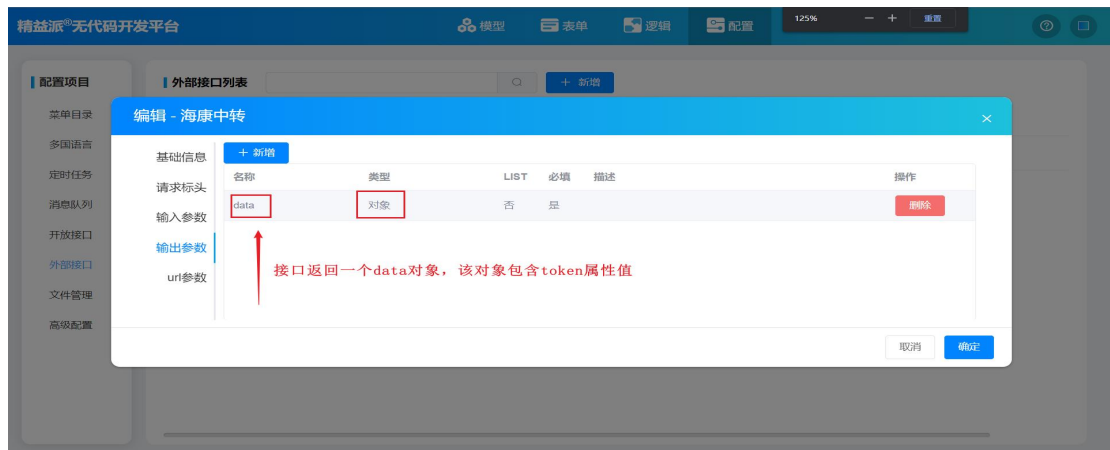 精益派®无代码开发平台 模型 表单 逻辑 配置 125% 重置
配置项目
外部接口列表
+ 新增
菜单目录
多国语言
定时任务
消息队列
开放接口
外部接口
文件管理
高级配置
编辑 - 海康中转
基础信息
请求标头
输入参数
输出参数
url参数
+ 新增
名称 类型 LIST 必填 描述 操作
data 对象 否 是 删除
接口返回一个data对象，该对象包含token属性值
取消 确定